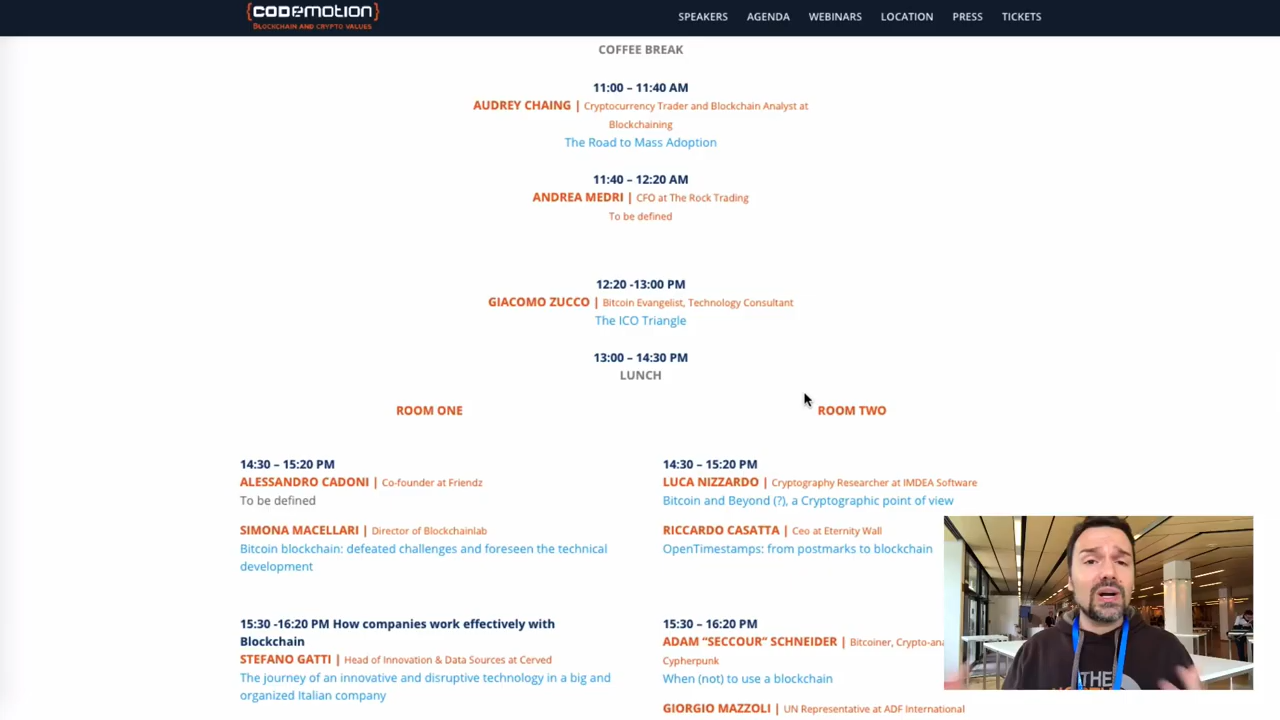 {CODEMOTION}
BLOCKCHAIN AND CRYPTO VALUES
SPEAKERS AGENDA WEBINARS LOCATION PRESS TICKETS
COFFEE BREAK
11:00 – 11:40 AM
AUDREY CHAING | Cryptocurrency Trader and Blockchain Analyst at
Blockchaining
The Road to Mass Adoption
11:40 – 12:20 AM
ANDREA MEDRI | CFO at The Rock Trading
To be defined
12:20 -13:00 PM
GIACOMO ZUCCO | Bitcoin Evangelist, Technology Consultant
The ICO Triangle
13:00 – 14:30 PM
LUNCH
ROOM ONE
14:30 – 15:20 PM
ALESSANDRO CADONI | Co-founder at Friendz
To be defined
SIMONA MACELLARI | Director of Blockchainlab
Bitcoin blockchain: defeated challenges and foreseen the technical
development
15:30 -16:20 PM How companies work effectively with
Blockchain
STEFANO GATTI | Head of Innovation & Data Sources at Cerved
The journey of an innovative and disruptive technology in a big and
organized Italian company
ROOM TWO
14:30 – 15:20 PM
LUCA NIZZARDO | Cryptography Researcher at IMDEA Software
Bitcoin and Beyond (?), a Cryptographic point of view
RICCARDO CASATTA | Ceo at Eternity Wall
OpenTimestamps: from postmarks to blockchain
15:30 – 16:20 PM
ADAM “SECCOUR” SCHNEIDER | Bitcoiner, Crypto-ana
Cypherpunk
When (not) to use a blockchain
GIORGIO MAZZOLI | UN Representative at ADF International
THE